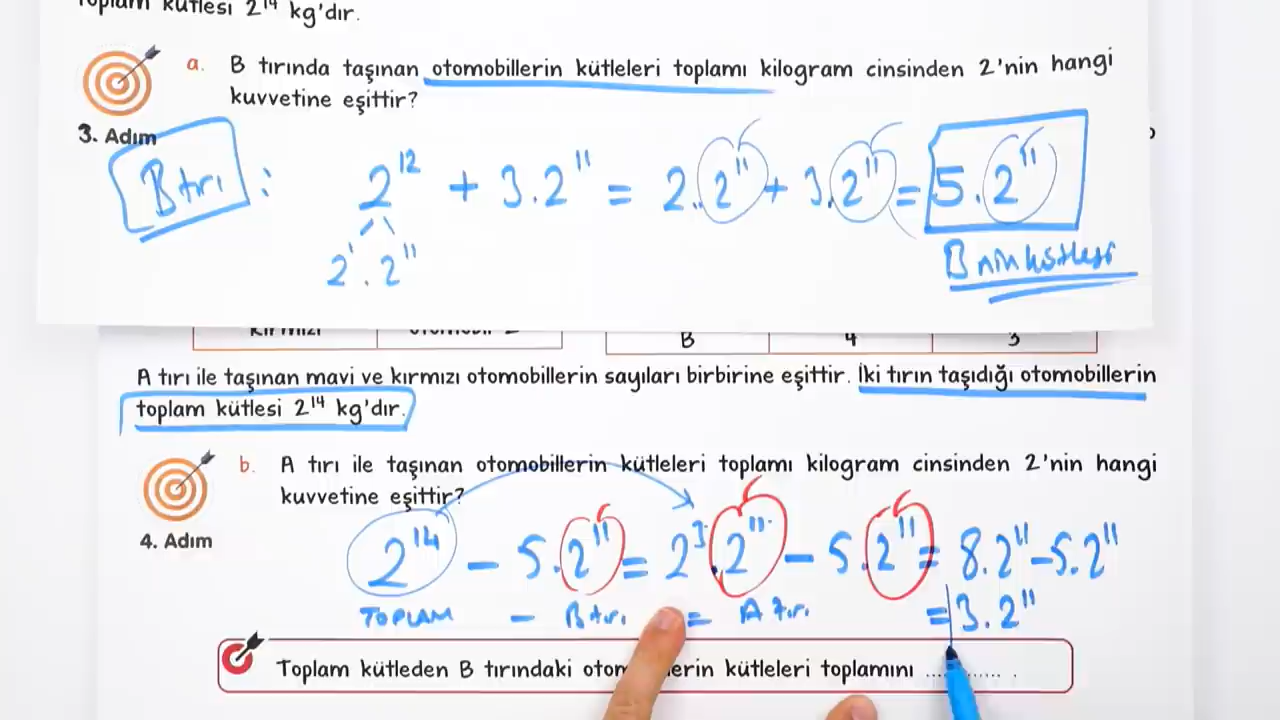 toplam kütlesi 2¹⁴ kg'dır.
a. B tırında taşınan otomobillerin kütleleri toplamı kilogram cinsinden 2'nin hangi
kuvvetine eşittir?
3. Adım
B tırı : 2¹² + 3.2¹¹ = 2.2¹¹ + 3.2¹¹ = 5.2¹¹
2¹.2¹¹
B nin kütlesi
kırmızı otomobil B 4 3
A tırı ile taşınan mavi ve kırmızı otomobillerin sayıları birbirine eşittir. İki tırın taşıdığı otomobillerin
toplam kütlesi 2¹⁴ kg'dır.
b. A tırı ile taşınan otomobillerin kütleleri toplamı kilogram cinsinden 2'nin hangi
kuvvetine eşittir?
4. Adım
2¹⁴ - 5.2¹¹ = 2³.2¹¹ - 5.2¹¹ = 8.2¹¹ - 5.2¹¹
TOPLAM - B tırı = A tırı = 3.2¹¹
Toplam kütleden B tırındaki kütleleri toplamını ............ .